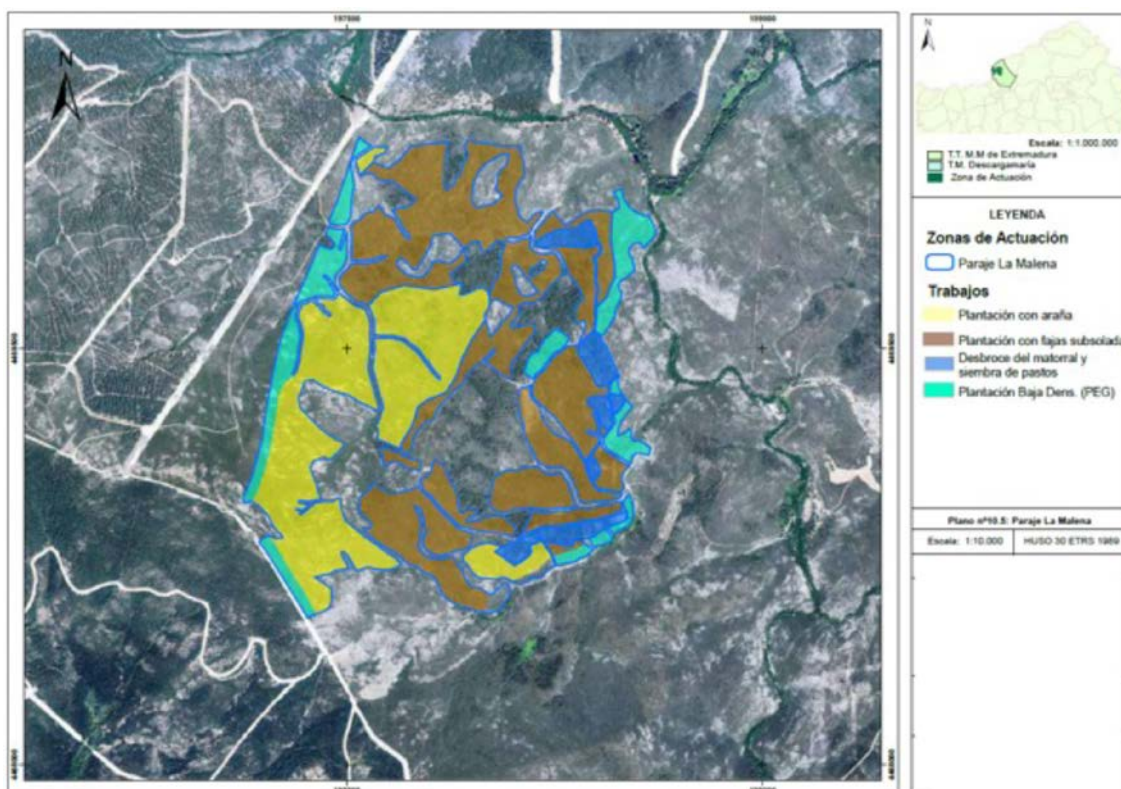 197000
199000
N
N
Escala: 1:1.000.000
T.T. M.M de Extremadura
T.M. Descargamaría
Zona de Actuación
LEYENDA
Zonas de Actuación
Paraje La Malena
Trabajos
Plantación con araña
Plantación con fajas subsolada
Desbroce del matorral y
siembra de pastos
Plantación Baja Dens. (PEG)
Plano nº10.5: Paraje La Malena
Escala: 1:10.000
HUSO 30 ETRS 1989